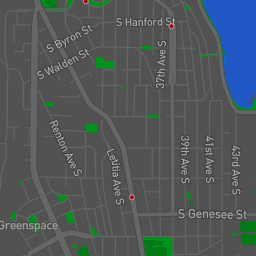 S Hanford St
S Byron St
S Walden St
37th Ave S
Renton Ave S
Letitia Ave S
39th Ave S
41st Ave S
43rd Ave S
S Genesee St
Greenspace